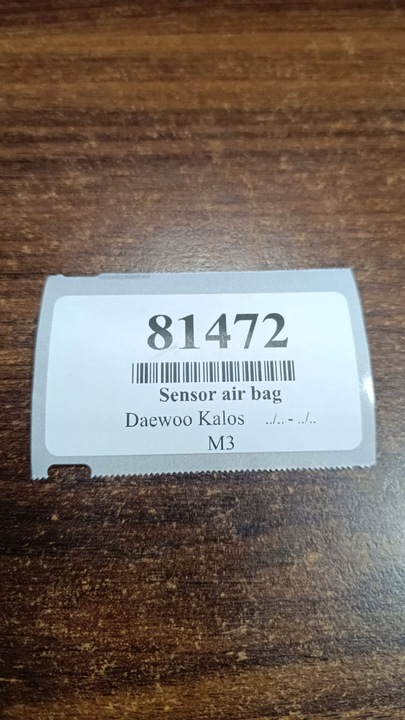 81472
Sensor air bag
Daewoo Kalos ../.. - ../..
M3